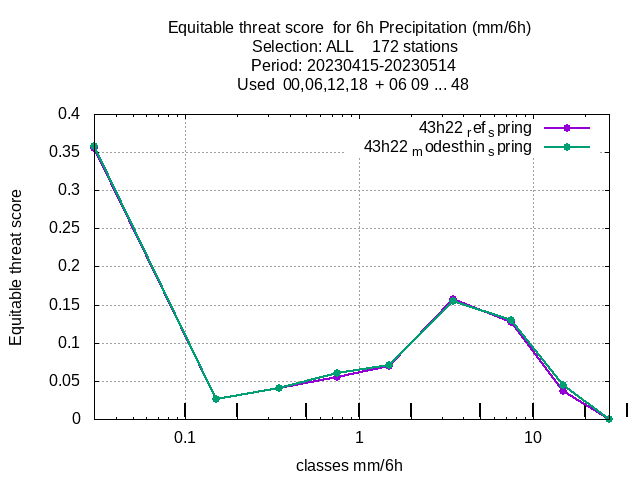 Equitable threat score  for 6h Precipitation (mm/6h)
Selection: ALL    172 stations
Period: 20230415-20230514
Used  00,06,12,18  + 06 09 ... 48
43h22 ref spring
43h22 modesthin spring
0.4
0.35
0.3
0.25
0.2
0.15
0.1
0.05
0
Equitable threat score
0.1 1 10
classes mm/6h